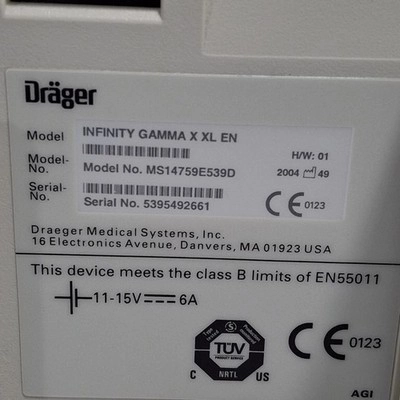 Dräger
Model INFINITY GAMMA X XL EN
H/W: 01
Model-No. Model No. MS14759E539D
2004 49
Serial-No. Serial No. 5395492661
CE 0123
Draeger Medical Systems, Inc.
16 Electronics Avenue, Danvers, MA 01923 USA
This device meets the class B limits of EN55011
11-15V 6A
TÜV
PRODUCT SERVICE
C NRTL US
CE 0123
AGI